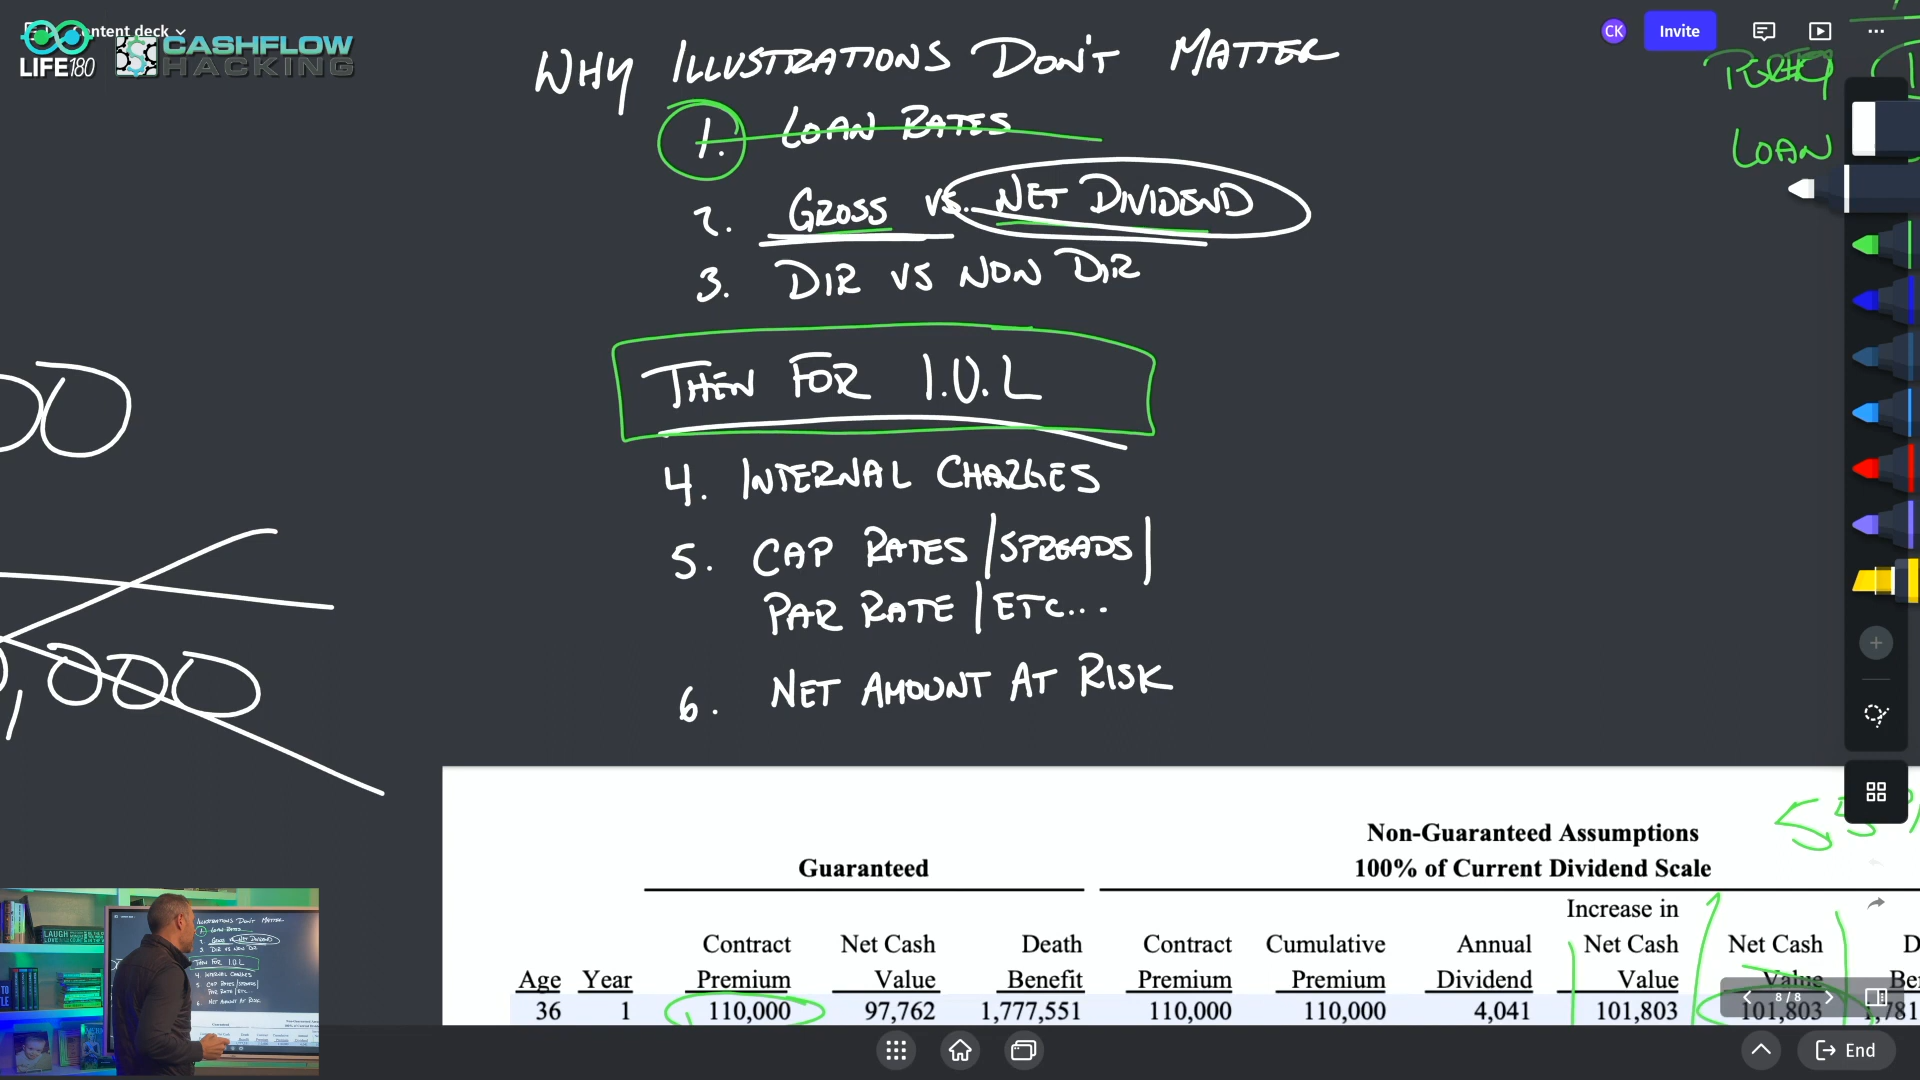 Content deck
LIFE180
CASHFLOW
HACKING
CK
Invite
WHY ILLUSTRATIONS DON'T MATTER
1. LOAN RATES
2. GROSS VS. NET DIVIDEND
3. DIR VS NON DIR
THEN FOR I.U.L
4. INTERNAL CHARGES
5. CAP RATES | SPREADS |
PAR RATE | ETC...
6. NET AMOUNT AT RISK
LOAN
00
,000
Non-Guaranteed Assumptions
Guaranteed 100% of Current Dividend Scale
Increase in
Contract Net Cash Death Contract Cumulative Annual Net Cash Net Cash
Age Year Premium Value Benefit Premium Premium Dividend Value Value
36 1 110,000 97,762 1,777,551 110,000 110,000 4,041 101,803 101,803
8 / 8
End